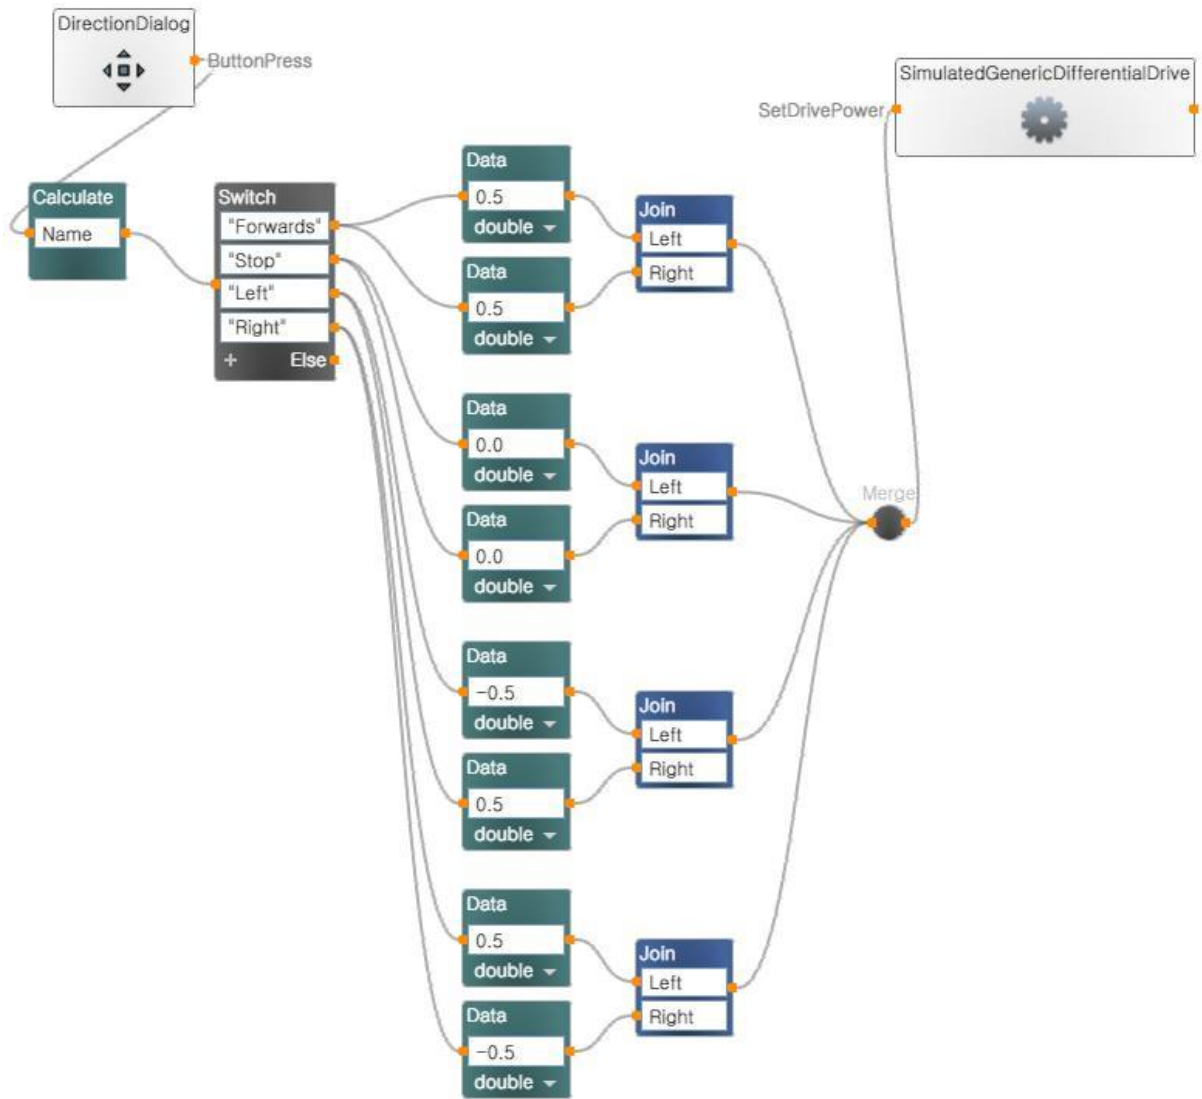 DirectionDialog
ButtonPress
SimulatedGenericDifferentialDrive
SetDrivePower
Calculate
Name
Switch
"Forwards"
"Stop"
"Left"
"Right"
+ Else
Data
0.5
double
Data
0.5
double
Join
Left
Right
Data
0.0
double
Data
0.0
double
Join
Left
Right
Merge
Data
-0.5
double
Data
0.5
double
Join
Left
Right
Data
0.5
double
Data
-0.5
double
Join
Left
Right